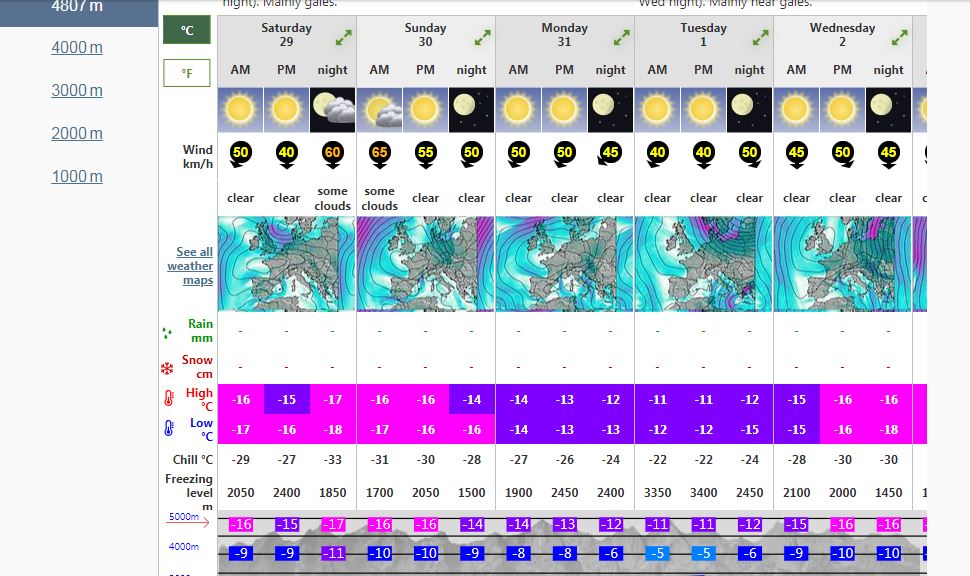 night). Mainly gales.
Wed night). Mainly near gales.
4807 m
4000 m
3000 m
2000 m
1000 m
°C
°F
Saturday Sunday Monday Tuesday Wednesday
29 30 31 1 2
AM PM night AM PM night AM PM night AM PM night AM PM night
Wind
km/h
50 40 60 65 55 50 50 50 45 40 40 50 45 50 45
clear clear some clouds some clouds clear clear clear clear clear clear clear clear clear clear clear
See all
weather
maps
Rain
mm
- - - - - - - - - - - - - - -
Snow
cm
- - - - - - - - - - - - - - -
High
°C
-16 -15 -17 -16 -16 -14 -14 -13 -12 -11 -11 -12 -15 -16 -16
Low
°C
-17 -16 -18 -17 -16 -16 -14 -13 -13 -12 -12 -15 -15 -16 -18
Chill °C
-29 -27 -33 -31 -30 -28 -27 -26 -24 -22 -22 -24 -28 -30 -30
Freezing
level
m
2050 2400 1850 1700 2050 1500 1900 2450 2400 3350 3400 2450 2100 2000 1450
5000m
-16 -15 -17 -16 -16 -14 -14 -13 -12 -11 -11 -12 -15 -16 -16
4000m
-9 -9 -11 -10 -10 -9 -8 -8 -6 -5 -5 -6 -9 -10 -10